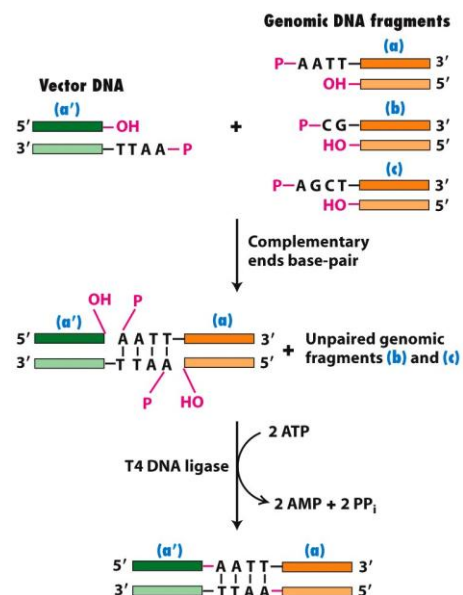 Genomic DNA fragments
(a)
P–AATT– 3′
OH– 5′
Vector DNA
(a′)
5′ –OH
3′ –TTAA–P
+
(b)
P–CG– 3′
HO– 5′
(c)
P–AGCT– 3′
HO– 5′
Complementary
ends base-pair
OH P
(a′) (a)
5′ AATT– 3′
3′ –TTAA 5′
P HO
+ Unpaired genomic
fragments (b) and (c)
2 ATP
T4 DNA ligase
2 AMP + 2 PPi
(a′) (a)
5′ –AATT– 3′
3′ –TTAA– 5′